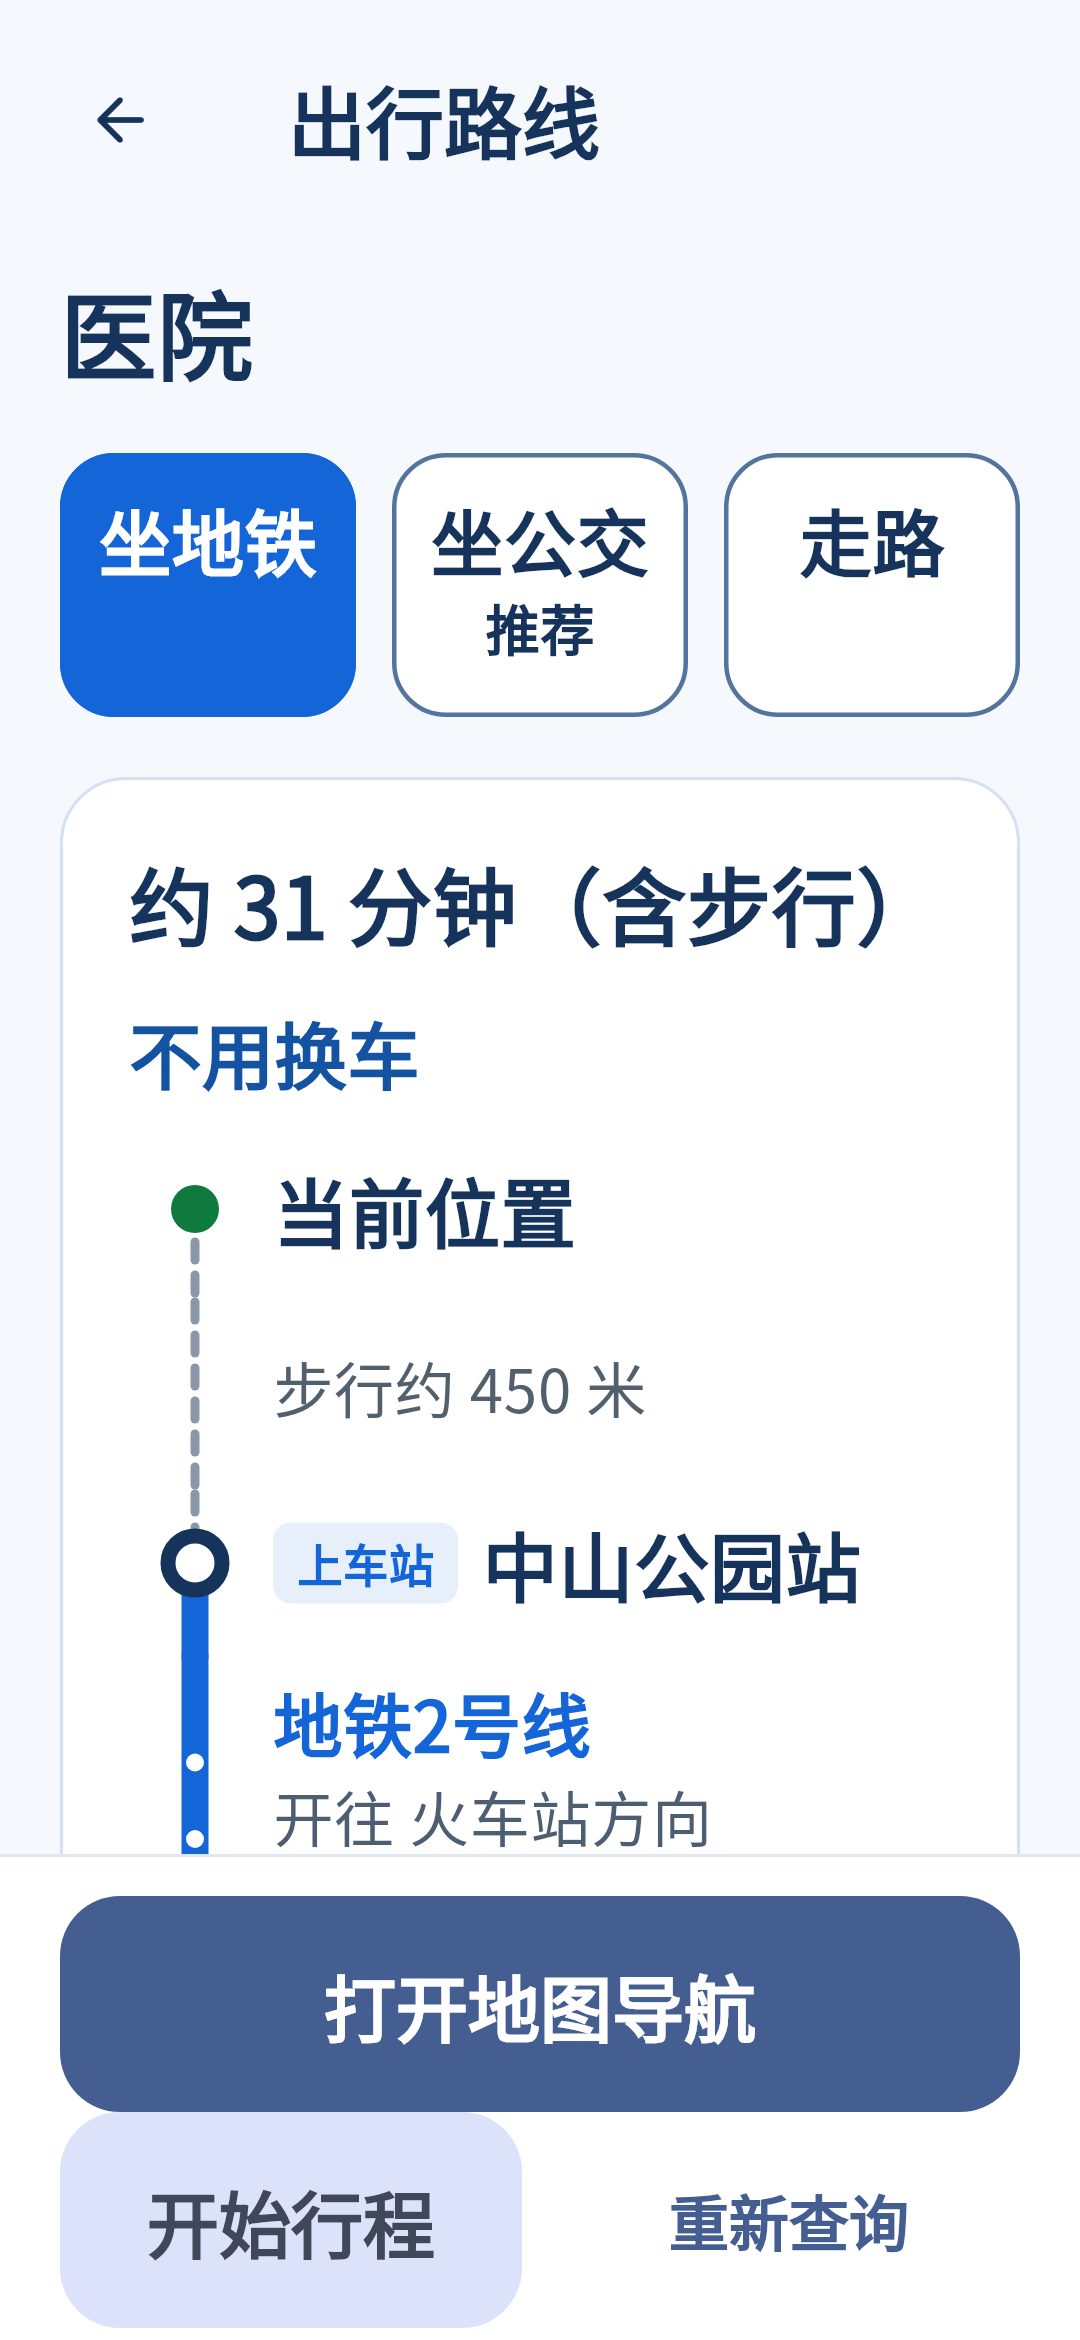 出行路线
医院
坐地铁
坐公交
推荐
走路
约 31 分钟（含步行）
不用换车
当前位置
步行约 450 米
上车站 中山公园站
地铁2号线
开往 火车站方向
打开地图导航
开始行程
重新查询